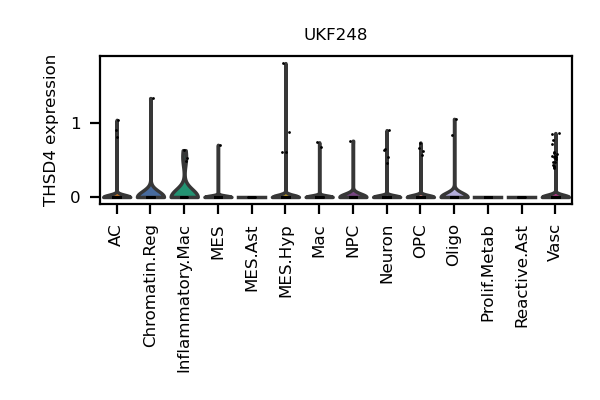 UKF248
THSD4 expression
1
0
AC
Chromatin.Reg
Inflammatory.Mac
MES
MES.Ast
MES.Hyp
Mac
NPC
Neuron
OPC
Oligo
Prolif.Metab
Reactive.Ast
Vasc